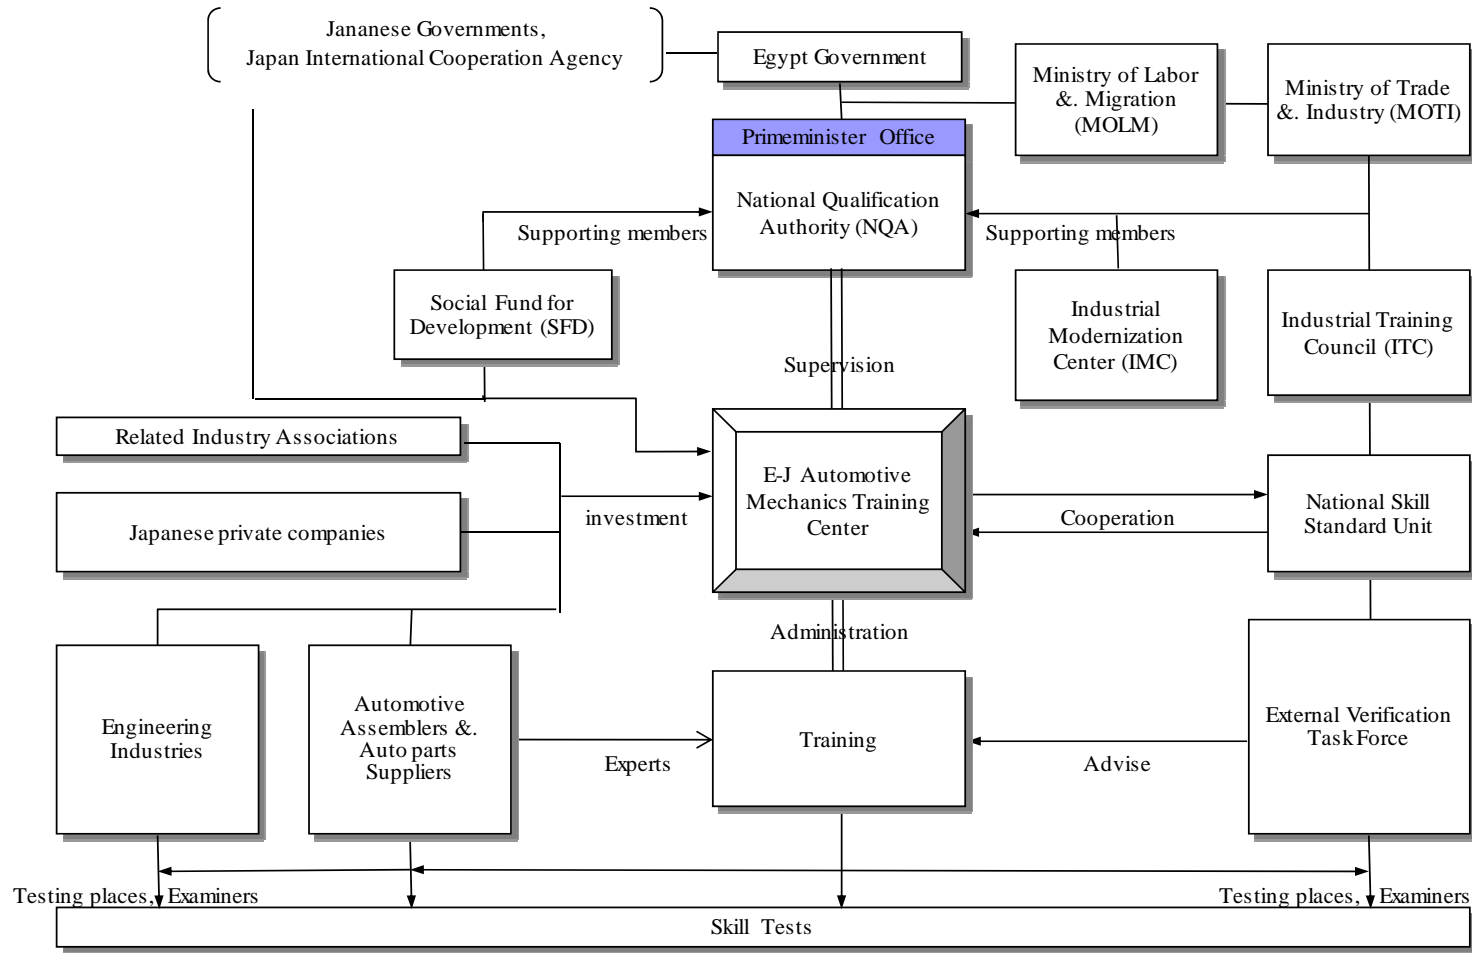 Jananese Governments,
Japan International Cooperation Agency
Egypt Government
Ministry of Labor
&. Migration
(MOLM)
Ministry of Trade
&. Industry (MOTI)
Primeminister Office
National Qualification
Authority (NQA)
Supporting members
Supporting members
Social Fund for
Development (SFD)
Industrial
Modernization
Center (IMC)
Industrial Training
Council (ITC)
Supervision
Related Industry Associations
E-J Automotive
Mechanics Training
Center
Japanese private companies
investment
Cooperation
National Skill
Standard Unit
Administration
Engineering
Industries
Automotive
Assemblers &.
Auto parts
Suppliers
Experts
Training
Advise
External Verification
Task Force
Testing places, Examiners
Testing places, Examiners
Skill Tests